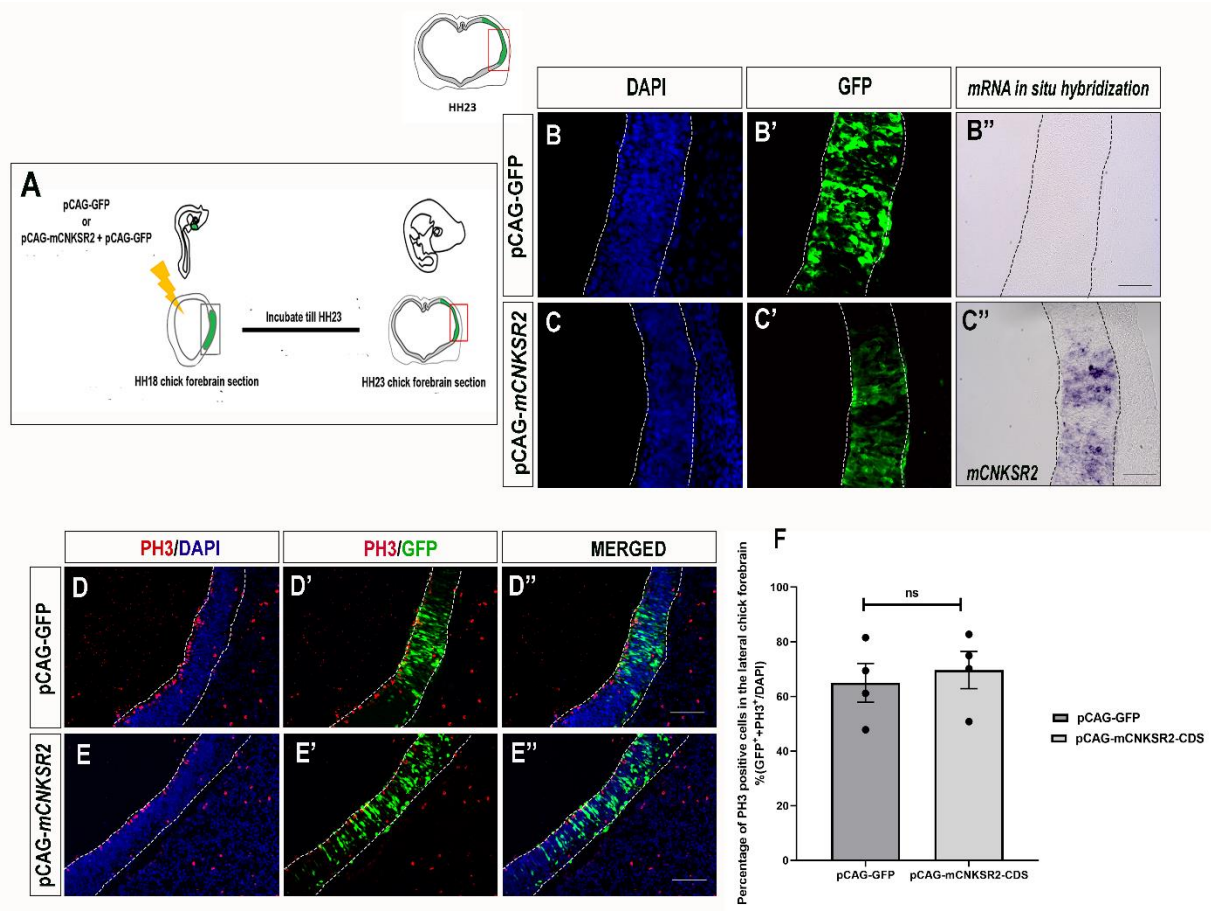 HH23
A
pCAG-GFP
or
pCAG-mCNKSR2 + pCAG-GFP
Incubate till HH23
HH18 chick forebrain section
HH23 chick forebrain section
DAPI
GFP
mRNA in situ hybridization
pCAG-GFP
B
B'
B''
pCAG-mCNKSR2
C
C'
C''
mCNKSR2
PH3/DAPI
PH3/GFP
MERGED
pCAG-GFP
D
D'
D''
pCAG-mCNKSR2
E
E'
E''
F
Percentage of PH3 positive cells in the lateral chick forebrain
%(GFP⁺+PH3⁺/DAPI)
100
80
60
40
20
0
ns
pCAG-GFP
pCAG-mCNKSR2-CDS
pCAG-GFP
pCAG-mCNKSR2-CDS